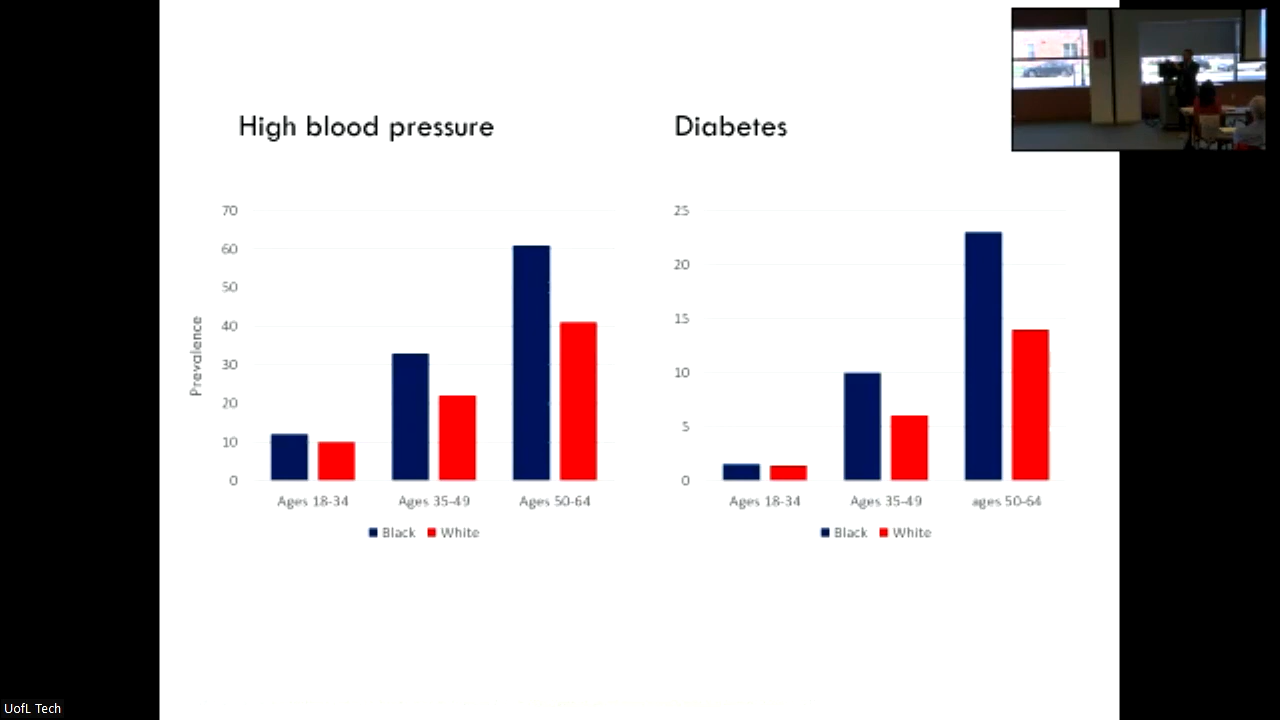 High blood pressure
Diabetes
Prevalence
70
60
50
40
30
20
10
0
Ages 18-34 Ages 35-49 Ages 50-64
Black White
25
20
15
10
5
0
Ages 18-34 Ages 35-49 ages 50-64
Black White
UofL Tech